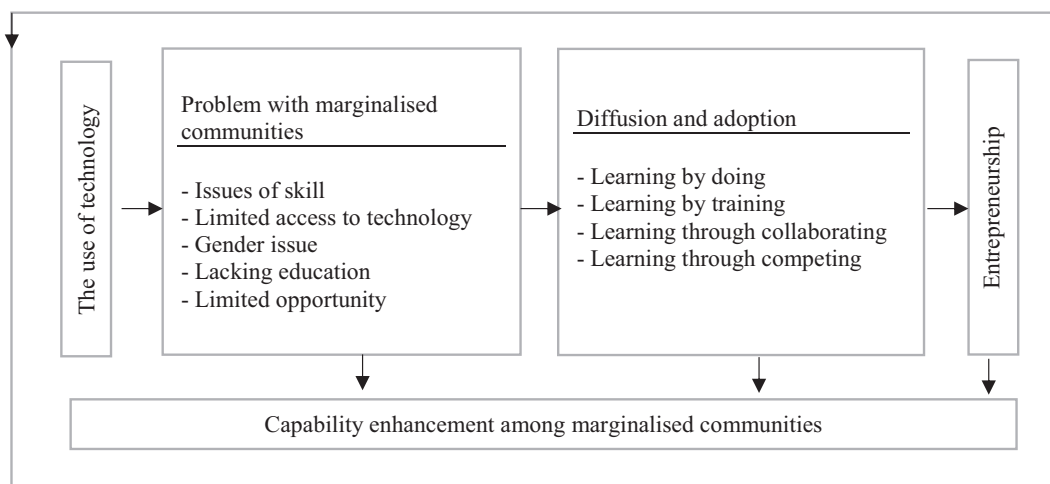 The use of technology
Problem with marginalised
communities
- Issues of skill
- Limited access to technology
- Gender issue
- Lacking education
- Limited opportunity
Diffusion and adoption
- Learning by doing
- Learning by training
- Learning through collaborating
- Learning through competing
Entrepreneurship
Capability enhancement among marginalised communities